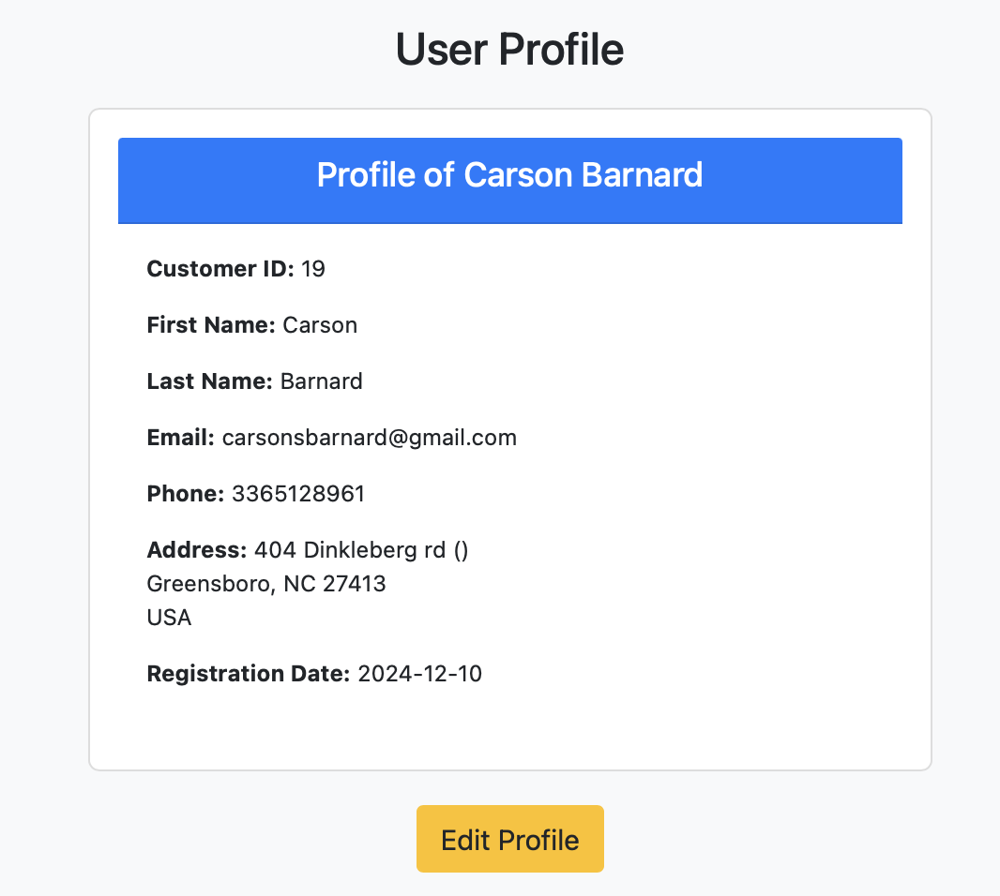 User Profile
Profile of Carson Barnard
Customer ID: 19
First Name: Carson
Last Name: Barnard
Email: carsonsbarnard@gmail.com
Phone: 3365128961
Address: 404 Dinkleberg rd ()
Greensboro, NC 27413
USA
Registration Date: 2024-12-10
Edit Profile